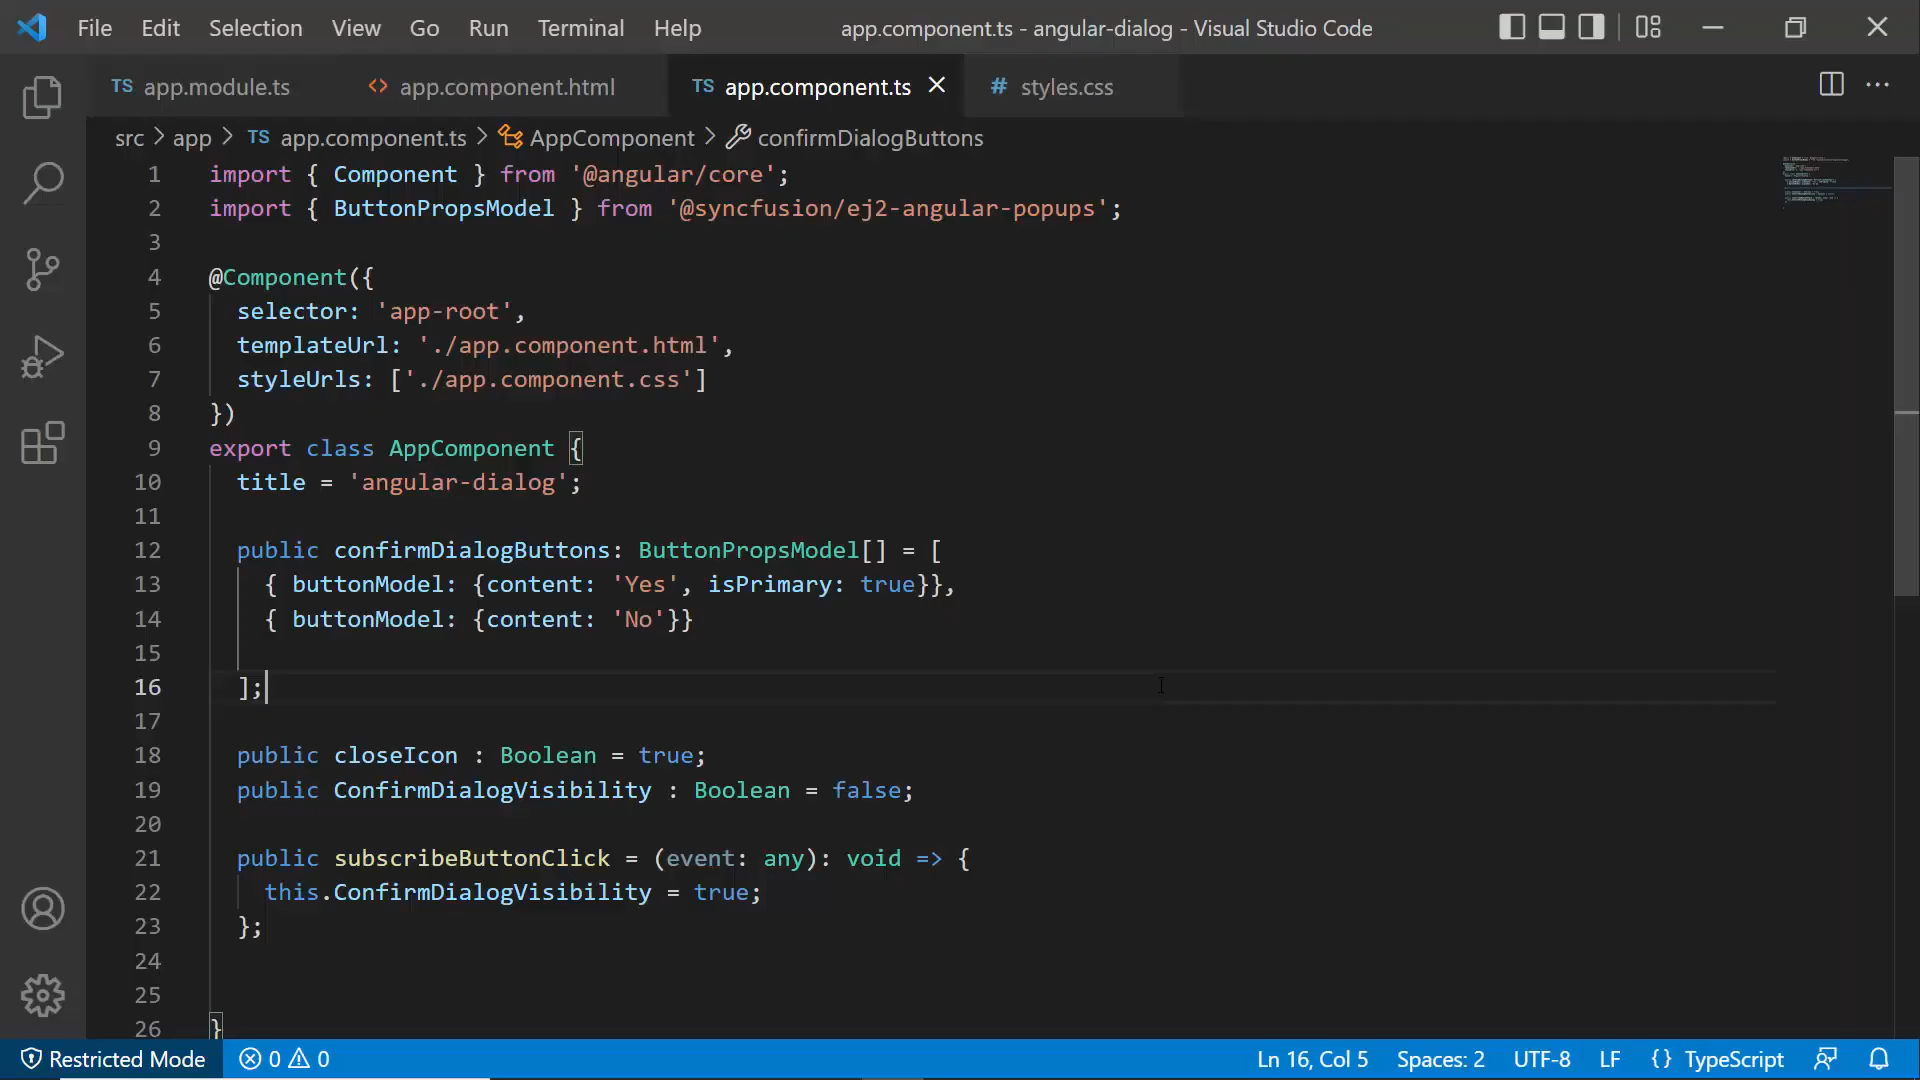 File Edit Selection View Go Run Terminal Help app.component.ts - angular-dialog - Visual Studio Code
TS app.module.ts <> app.component.html TS app.component.ts # styles.css
src > app > TS app.component.ts > AppComponent > confirmDialogButtons
1 import { Component } from '@angular/core';
2 import { ButtonPropsModel } from '@syncfusion/ej2-angular-popups';
3
4 @Component({
5 selector: 'app-root',
6 templateUrl: './app.component.html',
7 styleUrls: ['./app.component.css']
8 })
9 export class AppComponent {
10 title = 'angular-dialog';
11
12 public confirmDialogButtons: ButtonPropsModel[] = [
13 { buttonModel: {content: 'Yes', isPrimary: true}},
14 { buttonModel: {content: 'No'}}
15
16 ];
17
18 public closeIcon : Boolean = true;
19 public ConfirmDialogVisibility : Boolean = false;
20
21 public subscribeButtonClick = (event: any): void => {
22 this.ConfirmDialogVisibility = true;
23 };
24
25
26 }
Restricted Mode 0 0 Ln 16, Col 5 Spaces: 2 UTF-8 LF {} TypeScript